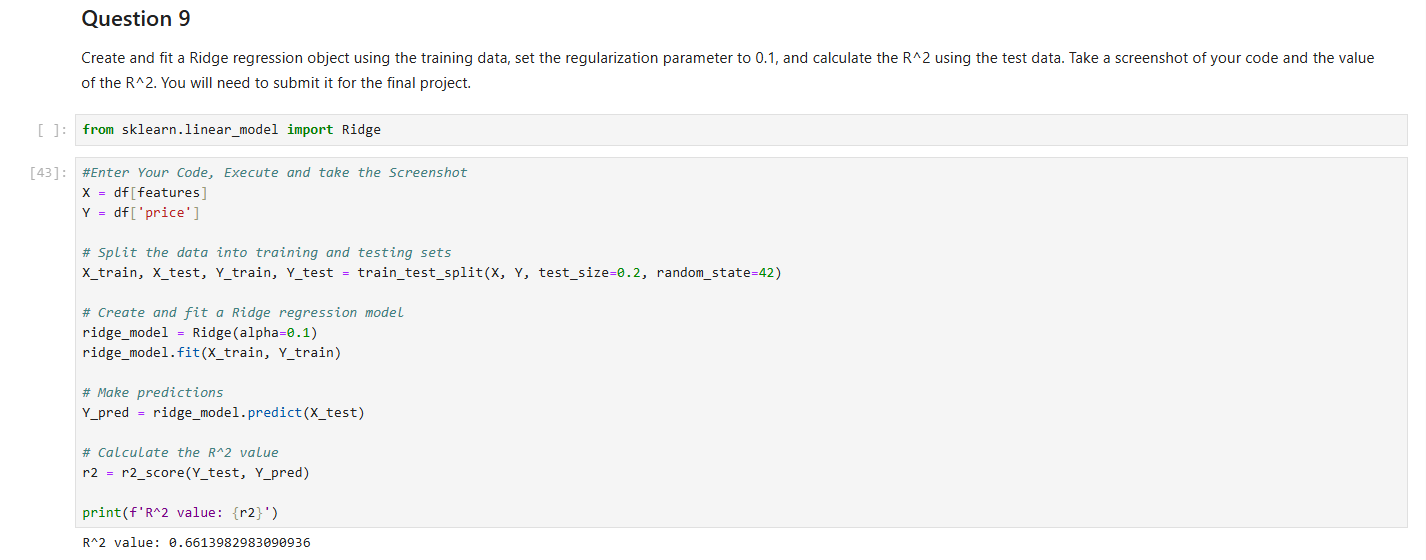 Question 9
Create and fit a Ridge regression object using the training data, set the regularization parameter to 0.1, and calculate the R^2 using the test data. Take a screenshot of your code and the value
of the R^2. You will need to submit it for the final project.
[ ]: from sklearn.linear_model import Ridge
[43]: #Enter Your Code, Execute and take the Screenshot
X = df[features]
Y = df['price']
# Split the data into training and testing sets
X_train, X_test, Y_train, Y_test = train_test_split(X, Y, test_size=0.2, random_state=42)
# Create and fit a Ridge regression model
ridge_model = Ridge(alpha=0.1)
ridge_model.fit(X_train, Y_train)
# Make predictions
Y_pred = ridge_model.predict(X_test)
# Calculate the R^2 value
r2 = r2_score(Y_test, Y_pred)
print(f'R^2 value: {r2}')
R^2 value: 0.6613982983090936